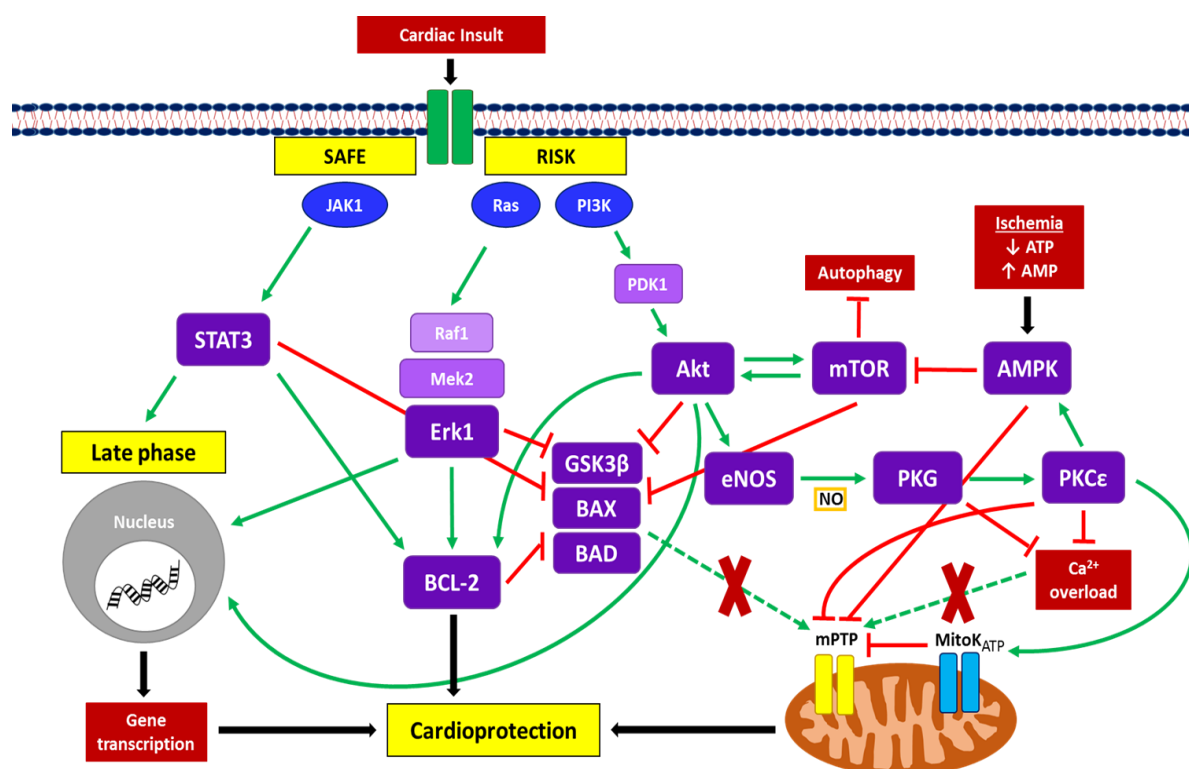 Cardiac Insult
SAFE
RISK
JAK1
Ras
PI3K
Ischemia
↓ ATP
↑ AMP
Autophagy
PDK1
Raf1
STAT3
Akt
mTOR
AMPK
Mek2
Erk1
Late phase
GSK3β
eNOS
NO
PKG
PKCε
BAX
Nucleus
BAD
BCL-2
Ca²⁺
overload
mPTP
MitoK_ATP
Gene
transcription
Cardioprotection